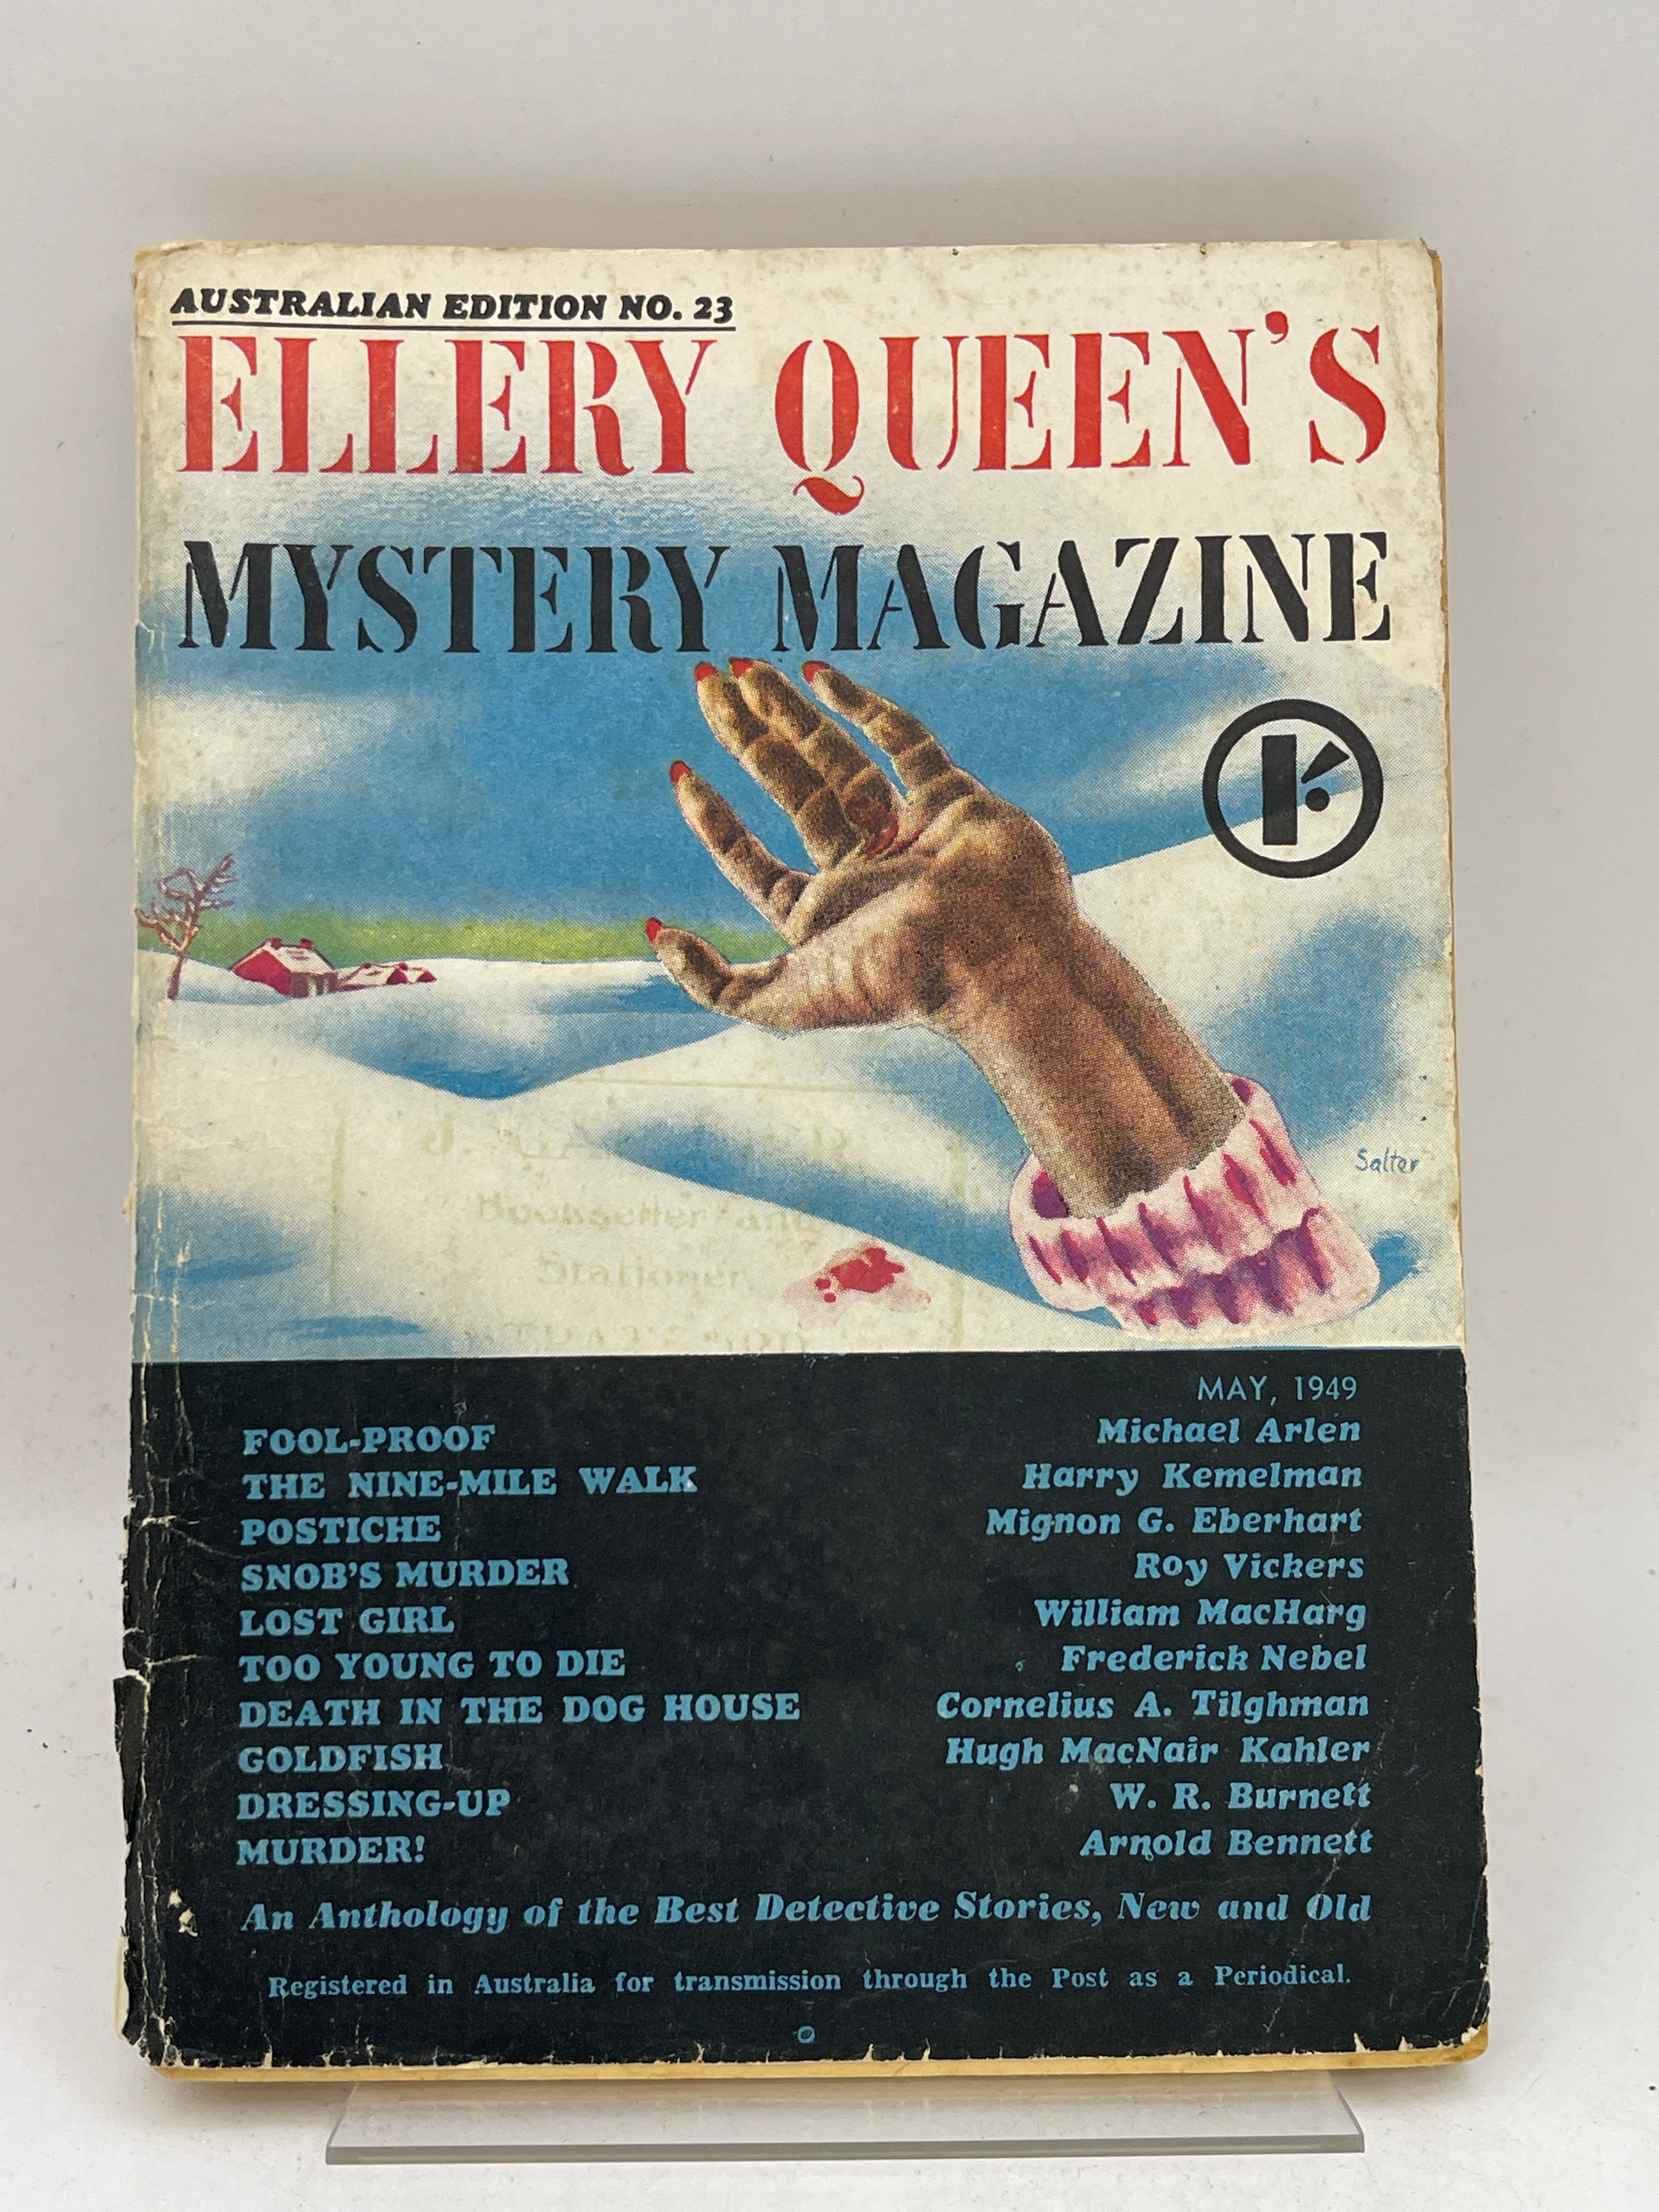 AUSTRALIAN EDITION NO. 23
ELLERY QUEEN'S
MYSTERY MAGAZINE
1/.
Salter
Bookseller and
Stationer
MAY, 1949
FOOL-PROOF Michael Arlen
THE NINE-MILE WALK Harry Kemelman
POSTICHE Mignon G. Eberhart
SNOB'S MURDER Roy Vickers
LOST GIRL William MacHarg
TOO YOUNG TO DIE Frederick Nebel
DEATH IN THE DOG HOUSE Cornelius A. Tilghman
GOLDFISH Hugh MacNair Kahler
DRESSING-UP W. R. Burnett
MURDER! Arnold Bennett
An Anthology of the Best Detective Stories, New and Old
Registered in Australia for transmission through the Post as a Periodical.